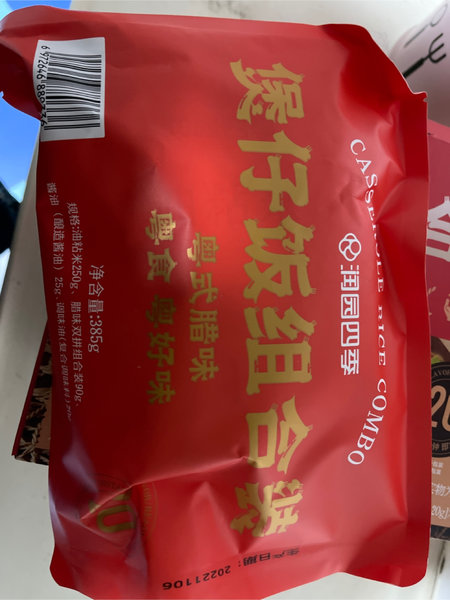 煲仔饭组合装
CASSEROLE RICE COMBO
润园四季
粤式腊味
粤食 粤好味
净含量:385g
规格:油粘米250g、腊味双拼组合装90g、
酱油（酿造酱油）25g、调味油(复合调味料)
生产日期: 20221106